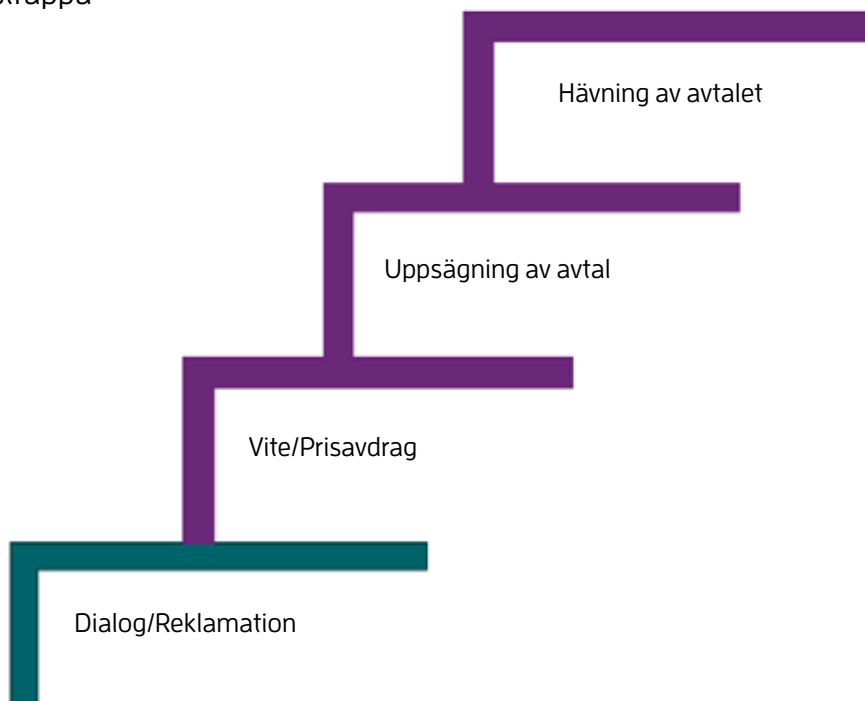 Hävning av avtalet
Uppsägning av avtal
Vite/Prisavdrag
Dialog/Reklamation